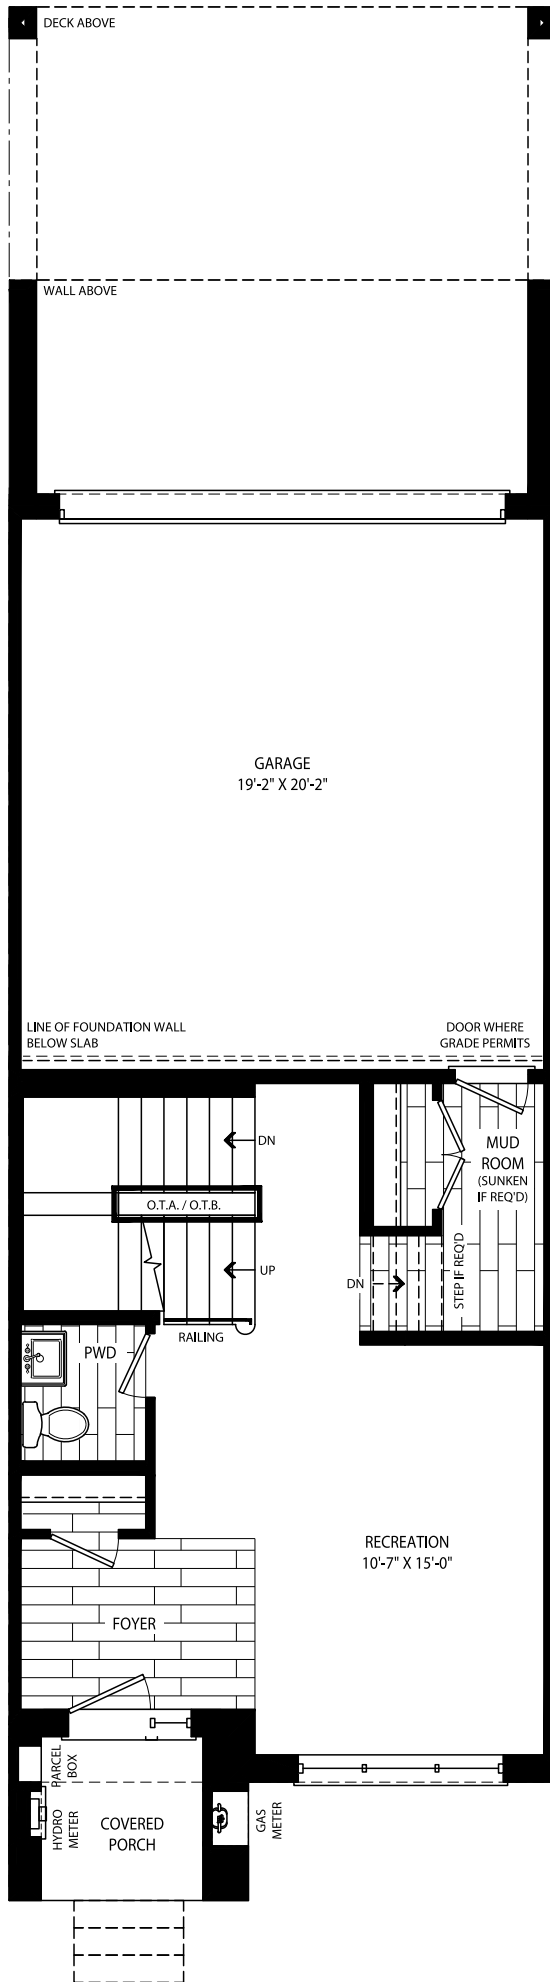 DECK ABOVE
WALL ABOVE
GARAGE
19'-2" X 20'-2"
LINE OF FOUNDATION WALL
BELOW SLAB
DOOR WHERE
GRADE PERMITS
DN
MUD
ROOM
(SUNKEN
IF REQ'D)
O.T.A. / O.T.B.
UP
DN
STEP IF REQ'D
RAILING
PWD
RECREATION
10'-7" X 15'-0"
FOYER
PARCEL
BOX
HYDRO
METER
COVERED
PORCH
GAS
METER